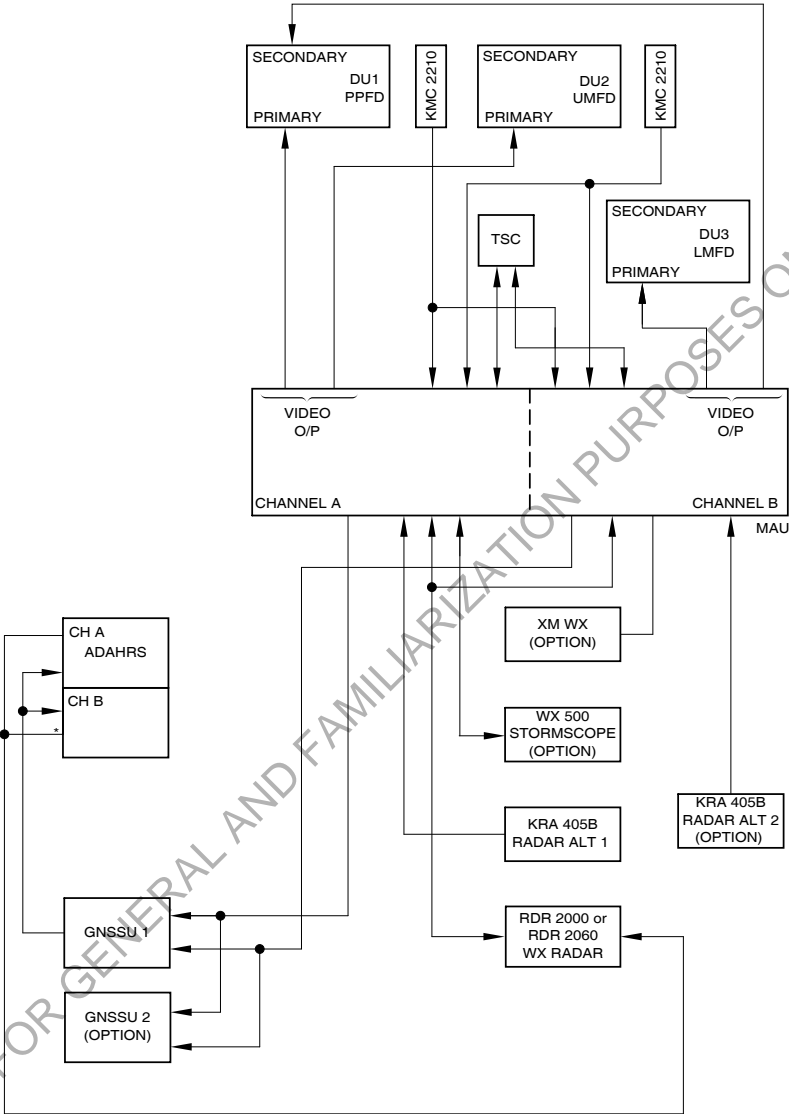 SECONDARY
DU1
PPFD
PRIMARY
KMC 2210
SECONDARY
DU2
UMFD
PRIMARY
KMC 2210
TSC
SECONDARY
DU3
LMFD
PRIMARY
VIDEO
O/P
VIDEO
O/P
CHANNEL A
CHANNEL B
MAU
CH A
ADAHRS
CH B
*
XM WX
(OPTION)
WX 500
STORMSCOPE
(OPTION)
KRA 405B
RADAR ALT 1
KRA 405B
RADAR ALT 2
(OPTION)
GNSSU 1
RDR 2000 or
RDR 2060
WX RADAR
GNSSU 2
(OPTION)
FOR GENERAL AND FAMILIARIZATION PURPOSES